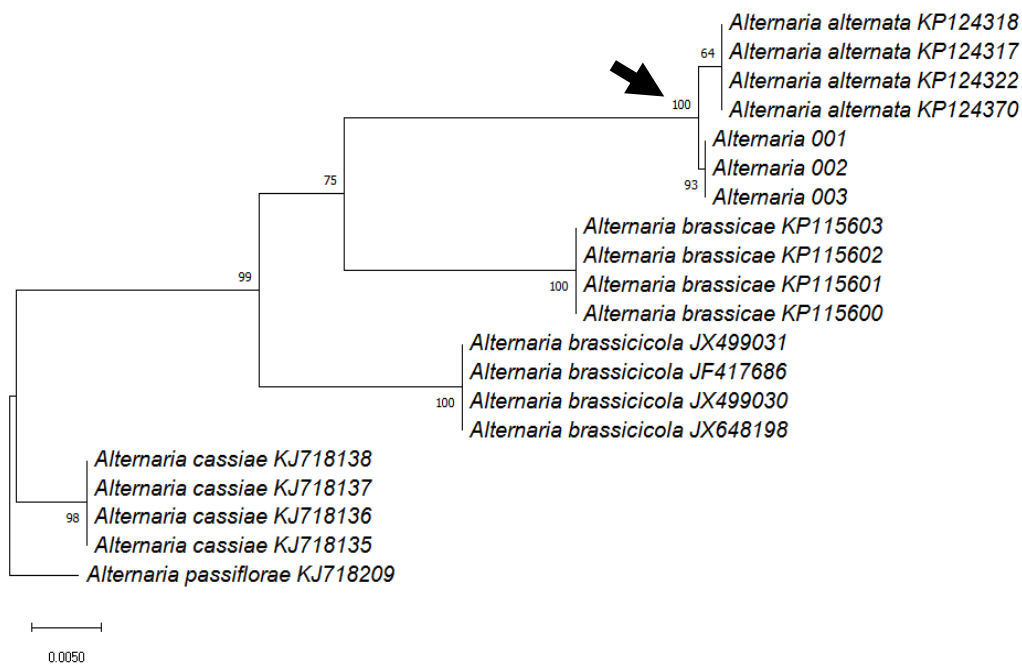 Alternaria alternata KP124318
64
Alternaria alternata KP124317
Alternaria alternata KP124322
100
Alternaria alternata KP124370
Alternaria 001
Alternaria 002
75
93
Alternaria 003
Alternaria brassicae KP115603
Alternaria brassicae KP115602
99
Alternaria brassicae KP115601
100
Alternaria brassicae KP115600
Alternaria brassicicola JX499031
Alternaria brassicicola JF417686
100
Alternaria brassicicola JX499030
Alternaria brassicicola JX648198
Alternaria cassiae KJ718138
Alternaria cassiae KJ718137
98
Alternaria cassiae KJ718136
Alternaria cassiae KJ718135
Alternaria passiflorae KJ718209
0.0050